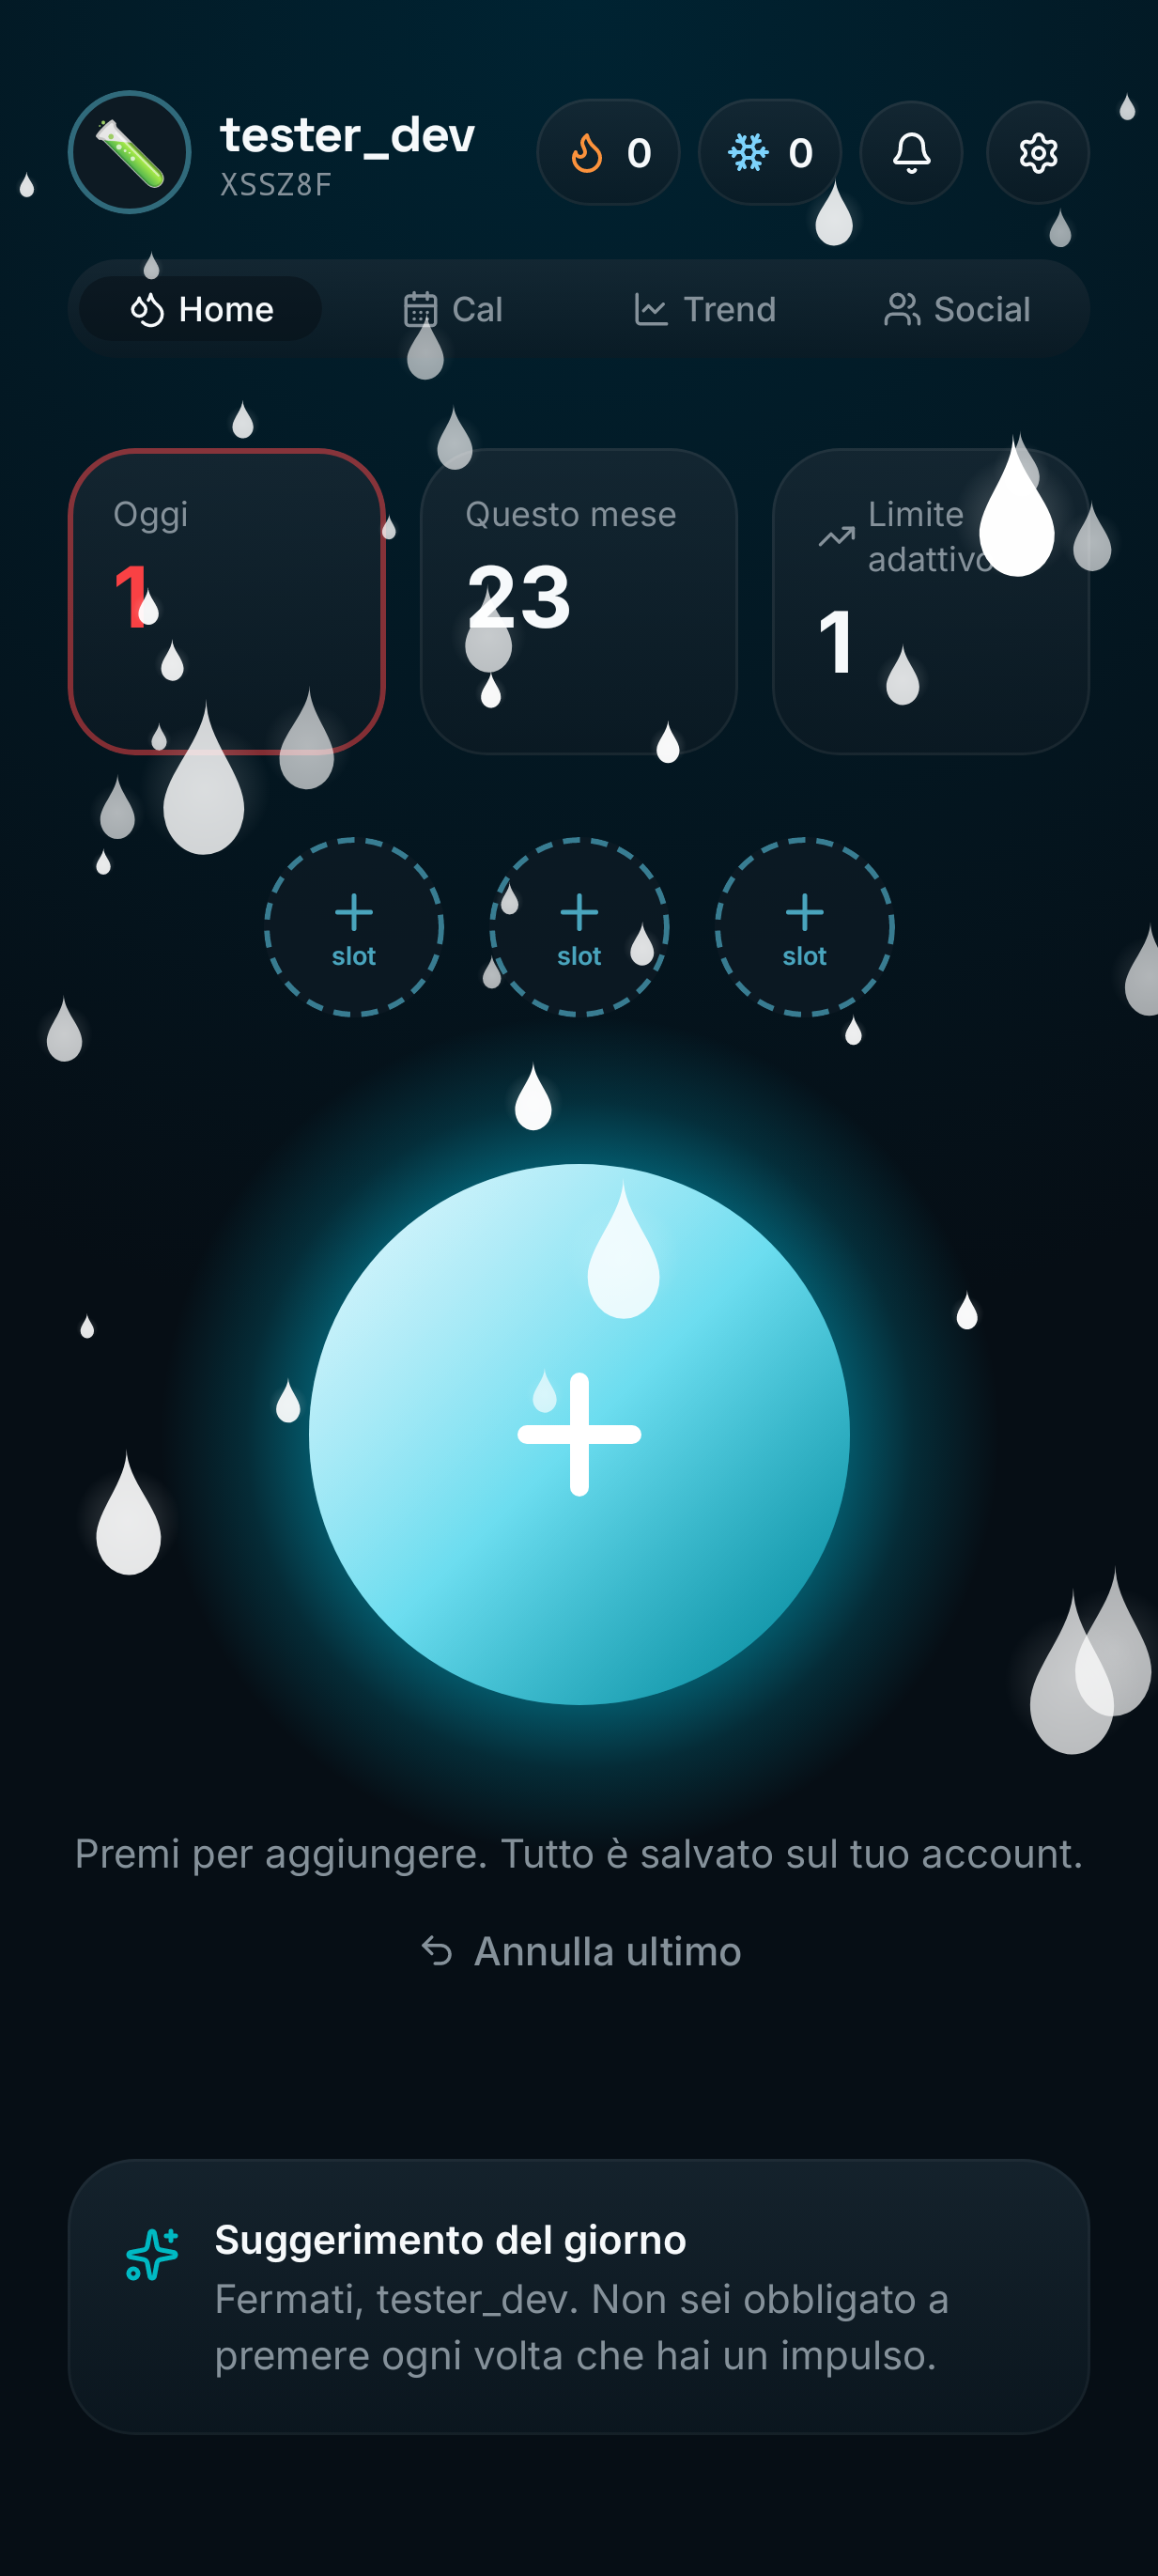 tester_dev
XSSZ8F
0
0
Home
Cal
Trend
Social
Oggi
1
Questo mese
23
Limite
adattivo
1
slot
slot
slot
Premi per aggiungere. Tutto è salvato sul tuo account.
Annulla ultimo
Suggerimento del giorno
Fermati, tester_dev. Non sei obbligato a
premere ogni volta che hai un impulso.